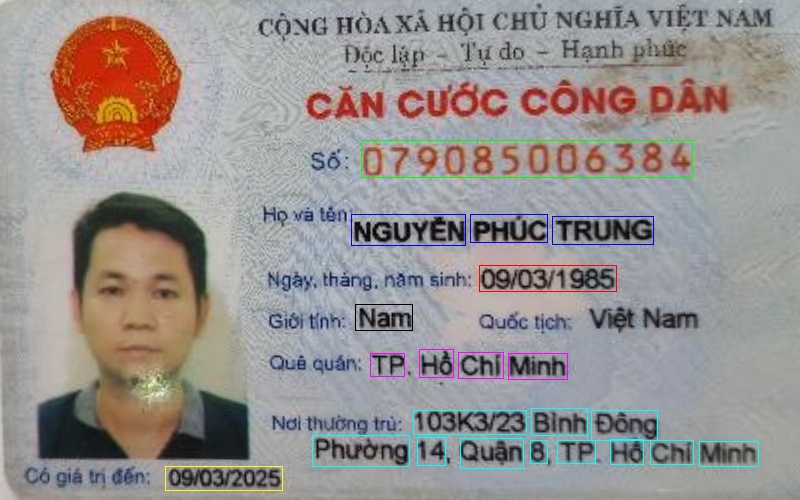 CỘNG HÒA XÃ HỘI CHỦ NGHĨA VIỆT NAM
Độc lập - Tự do - Hạnh phúc
CĂN CƯỚC CÔNG DÂN
Số: 079085006384
Họ và tên: NGUYỄN PHÚC TRUNG
Ngày, tháng, năm sinh: 09/03/1985
Giới tính: Nam Quốc tịch: Việt Nam
Quê quán: TP. Hồ Chí Minh
Nơi thường trú: 103K3/23 Bình Đông
Phường 14, Quận 8, TP. Hồ Chí Minh
Có giá trị đến: 09/03/2025